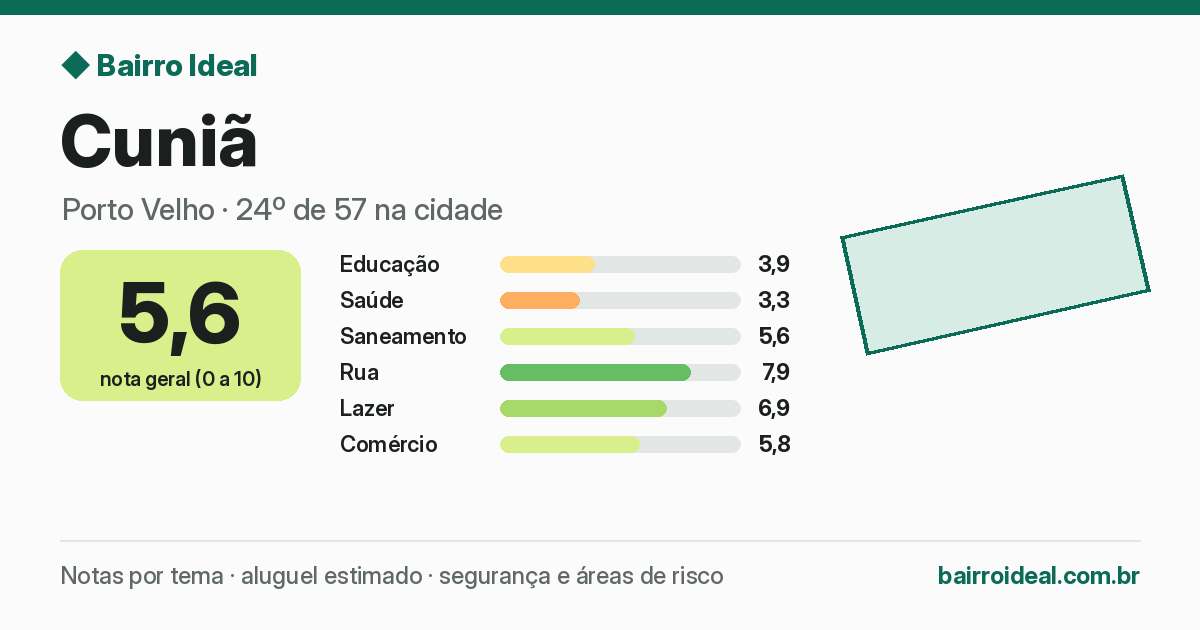 Bairro Ideal
Cuniã
Porto Velho · 24º de 57 na cidade
5,6
nota geral (0 a 10)
Educação 3,9
Saúde 3,3
Saneamento 5,6
Rua 7,9
Lazer 6,9
Comércio 5,8
Notas por tema · aluguel estimado · segurança e áreas de risco
bairroideal.com.br